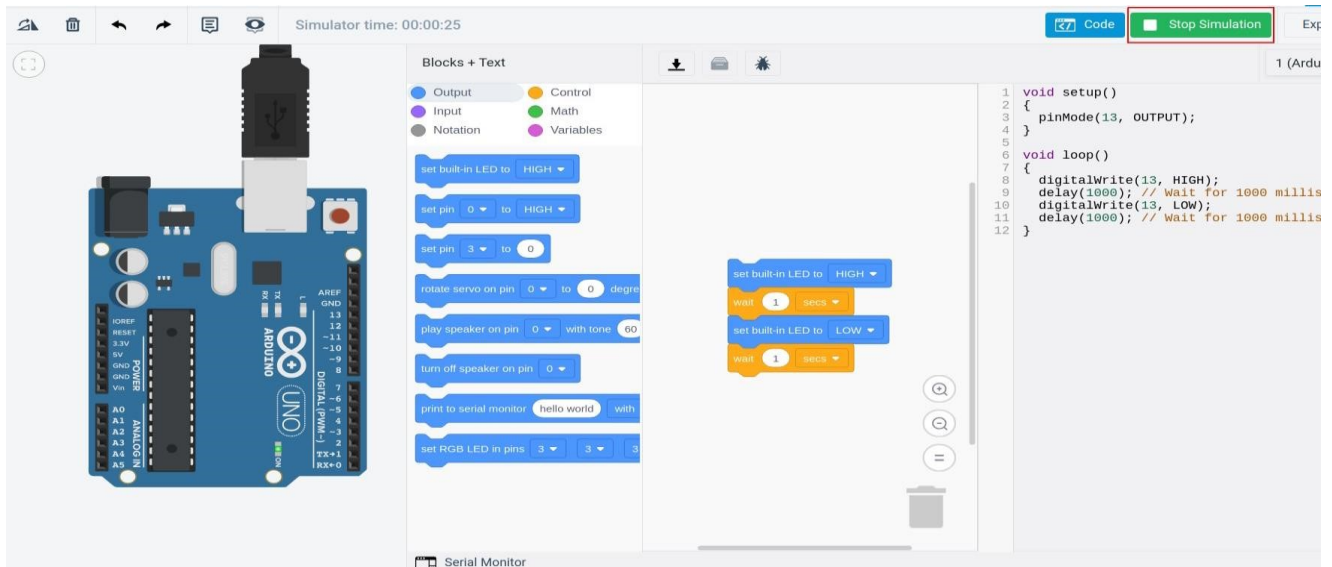 Simulator time: 00:00:25
Code
Stop Simulation
Exp
Blocks + Text
1 (Ardu
Output
Control
Input
Math
Notation
Variables
set built-in LED to HIGH
set pin 0 to HIGH
set pin 3 to 0
rotate servo on pin 0 to 0 degre
play speaker on pin 0 with tone 60
turn off speaker on pin 0
print to serial monitor hello world with
set RGB LED in pins 3 3 3
set built-in LED to HIGH
wait 1 secs
set built-in LED to LOW
wait 1 secs
1 void setup()
2 {
3 pinMode(13, OUTPUT);
4 }
5
6 void loop()
7 {
8 digitalWrite(13, HIGH);
9 delay(1000); // Wait for 1000 millis
10 digitalWrite(13, LOW);
11 delay(1000); // Wait for 1000 millis
12 }
AREF
GND
13
12
~11
~10
~9
8
7
~6
~5
4
~3
2
TX→1
RX←0
DIGITAL (PWM~)
IOREF
RESET
3.3V
5V
GND
GND
Vin
POWER
A0
A1
A2
A3
A4
A5
ANALOG IN
RX
TX
L
ARDUINO
UNO
ON
Serial Monitor